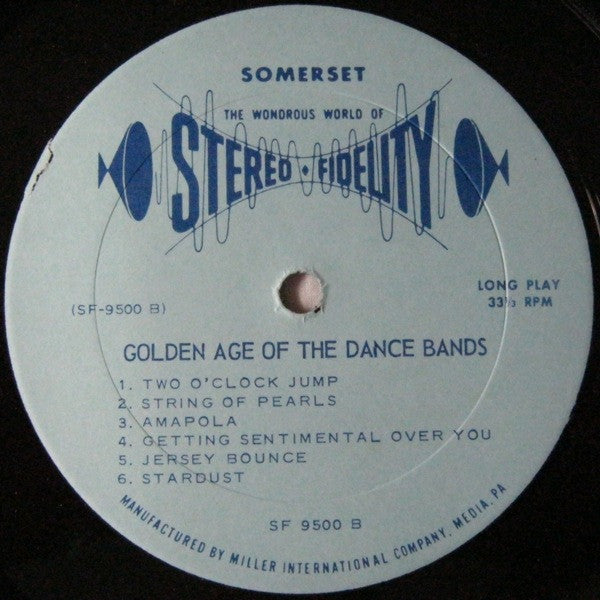 SOMERSET
THE WONDROUS WORLD OF
STEREO • FIDELITY
(SF-9500 B)
LONG PLAY
33⅓ RPM
GOLDEN AGE OF THE DANCE BANDS
1. TWO O'CLOCK JUMP
2. STRING OF PEARLS
3. AMAPOLA
4. GETTING SENTIMENTAL OVER YOU
5. JERSEY BOUNCE
6. STARDUST
SF 9500 B
MANUFACTURED BY MILLER INTERNATIONAL COMPANY, MEDIA, PA